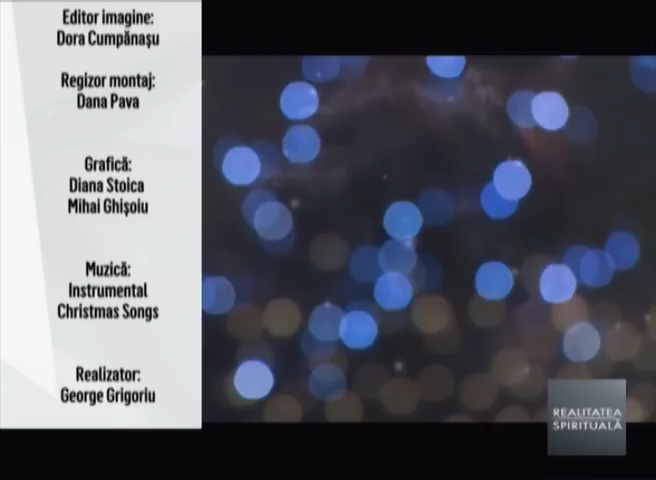 Editor imagine:
Dora Cumpănașu
Regizor montaj:
Dana Pava
Grafică:
Diana Stoica
Mihai Ghișoiu
Muzică:
Instrumental
Christmas Songs
Realizator:
George Grigoriu
REALITATEA
SPIRITUALĂ